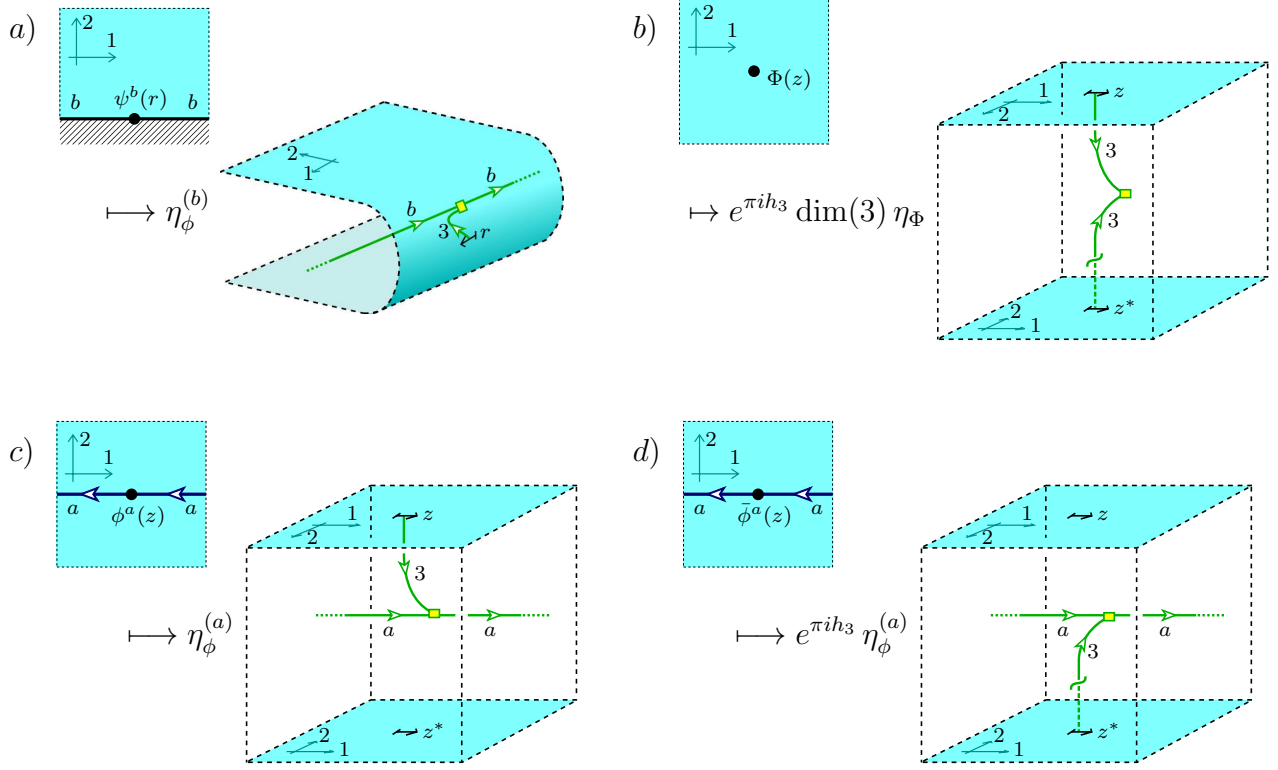 a)
2
1
b
ψ^b(r)
b
⟼ η_ϕ^{(b)}
2
1
b
b
3
r
b)
2
1
Φ(z)
↦ e^{πih_3} dim(3) η_Φ
1
2
z
3
3
2
1
z*
c)
2
1
a
ϕ^a(z)
a
⟼ η_ϕ^{(a)}
1
2
z
3
a
a
2
1
z*
d)
2
1
a
ϕ̄^a(z)
a
⟼ e^{πih_3} η_ϕ^{(a)}
1
2
z
a
a
3
2
1
z*